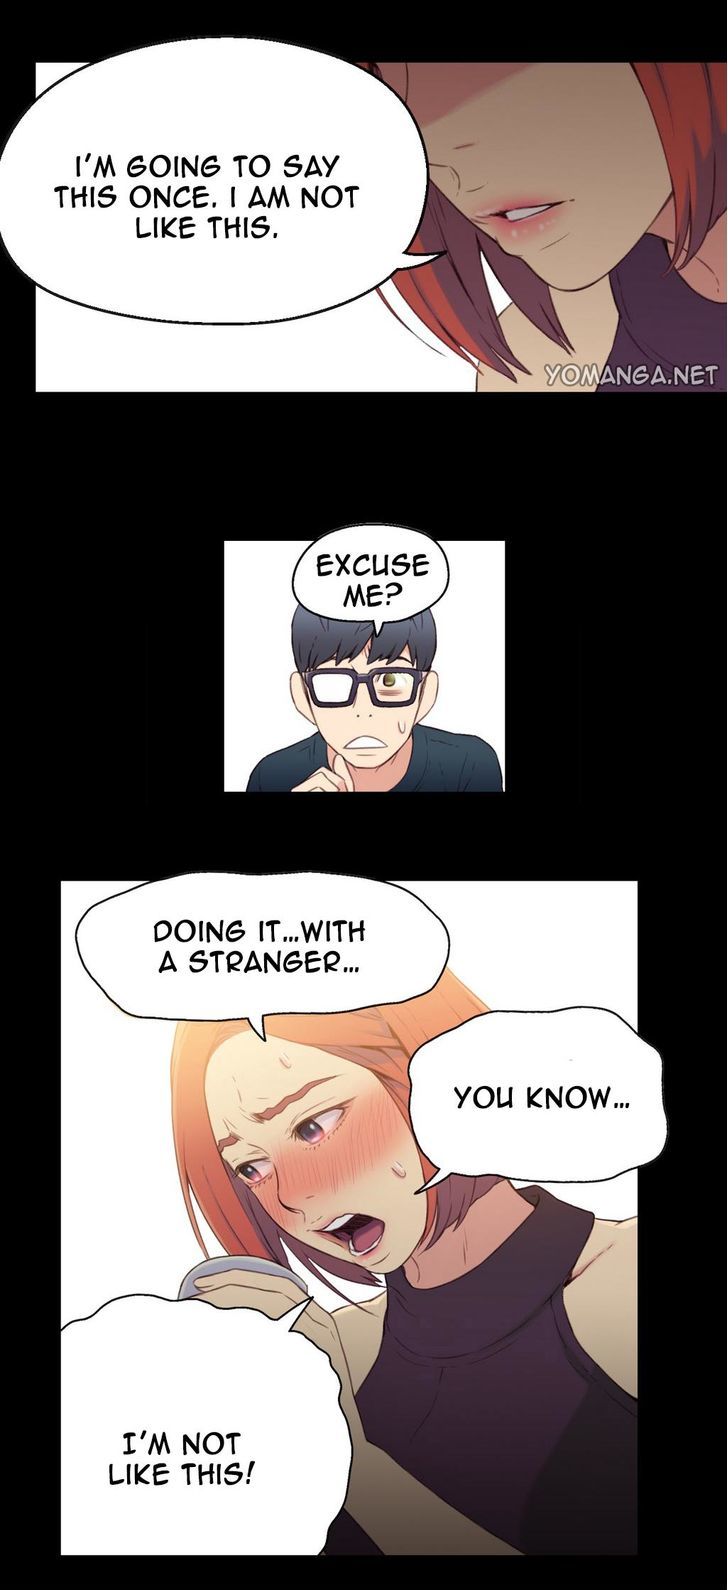 I'M GOING TO SAY
THIS ONCE. I AM NOT
LIKE THIS.
YOMANGA.NET
EXCUSE
ME?
DOING IT...WITH
A STRANGER...
YOU KNOW...
I'M NOT
LIKE THIS!